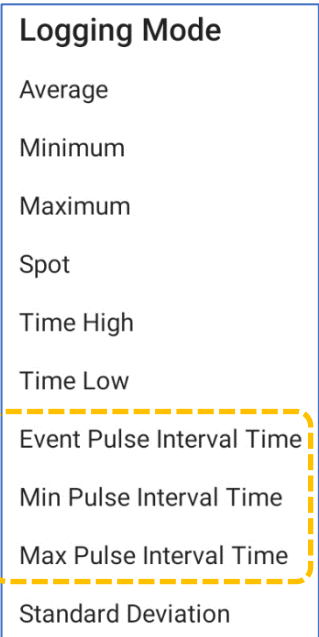 Logging Mode
Average
Minimum
Maximum
Spot
Time High
Time Low
Event Pulse Interval Time
Min Pulse Interval Time
Max Pulse Interval Time
Standard Deviation